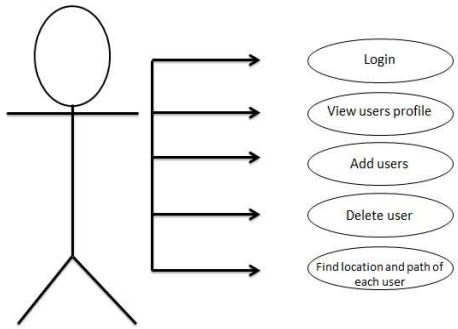 Login
View users profile
Add users
Delete user
Find location and path of
each user